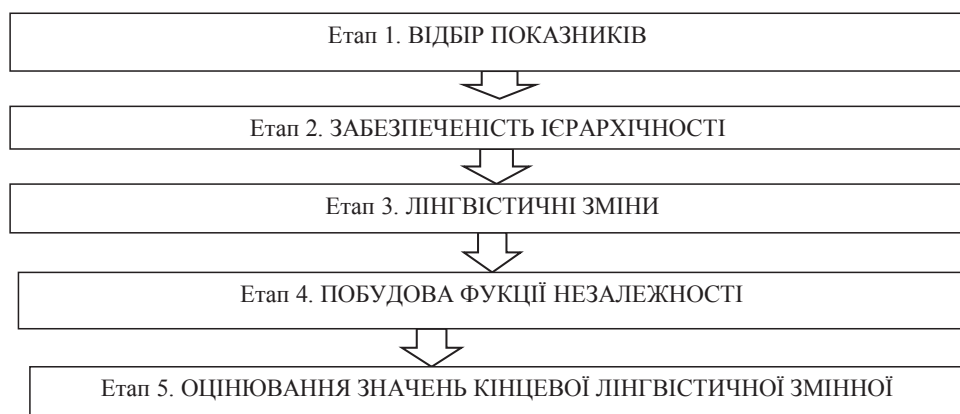 Етап 1. ВІДБІР ПОКАЗНИКІВ
Етап 2. ЗАБЕЗПЕЧЕНІСТЬ ІЄРАРХІЧНОСТІ
Етап 3. ЛІНГВІСТИЧНІ ЗМІНИ
Етап 4. ПОБУДОВА ФУКЦІЇ НЕЗАЛЕЖНОСТІ
Етап 5. ОЦІНЮВАННЯ ЗНАЧЕНЬ КІНЦЕВОЇ ЛІНГВІСТИЧНОЇ ЗМІННОЇ